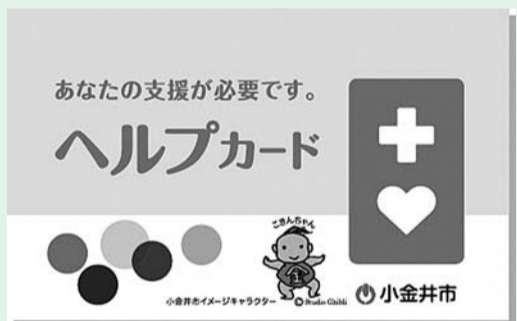 あなたの支援が必要です。
ヘルプカード
こきんちゃん
小金井市イメージキャラクター
© Studio Ghibli
小金井市